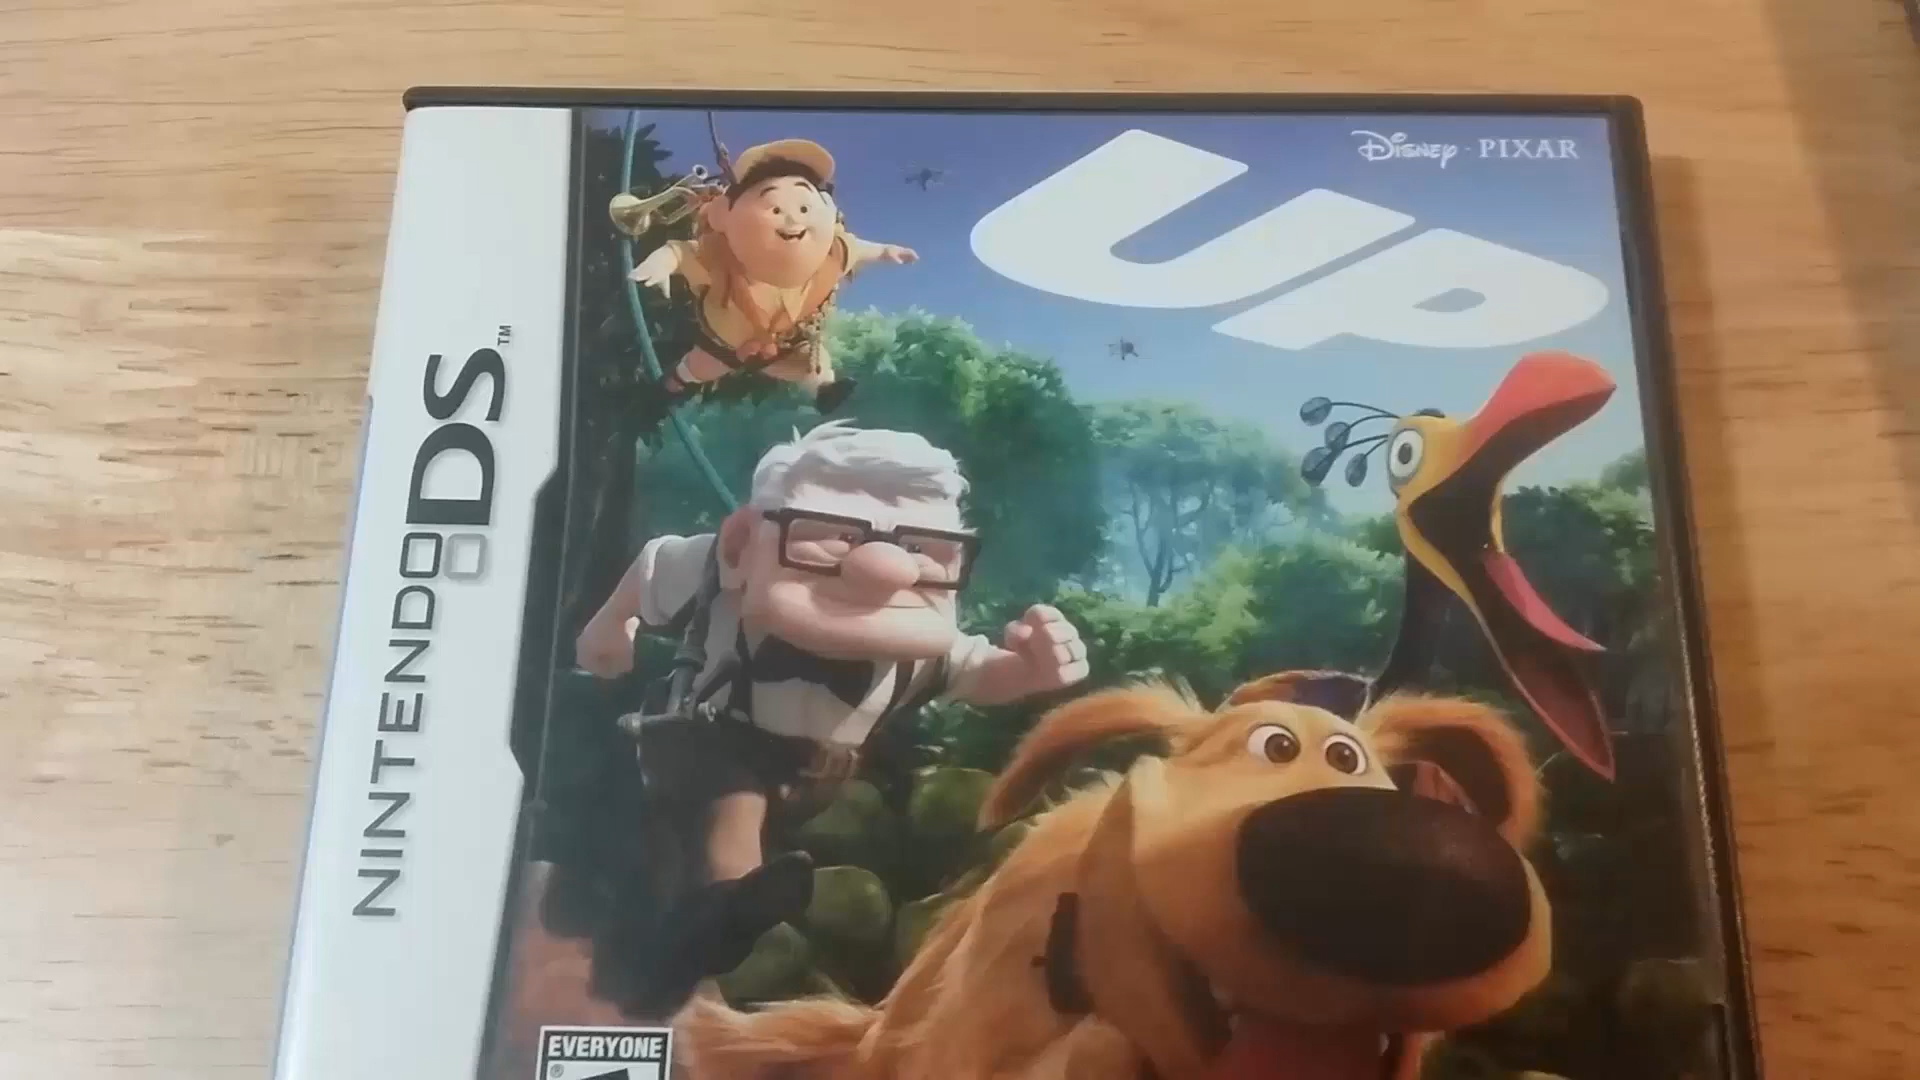 Disney · PIXAR
UP
NINTENDO DS™
EVERYONE
®